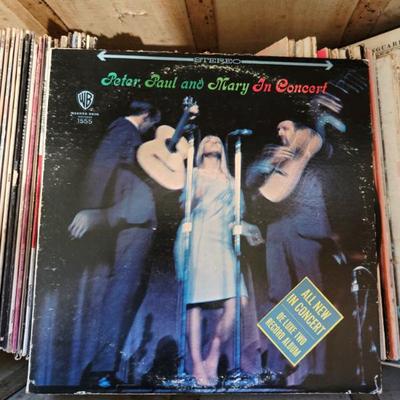 STEREO
Peter, Paul and Mary In Concert
WB
WARNER BROS
1555
ALL NEW
IN CONCERT
DE LUXE TWO
RECORD ALBUM